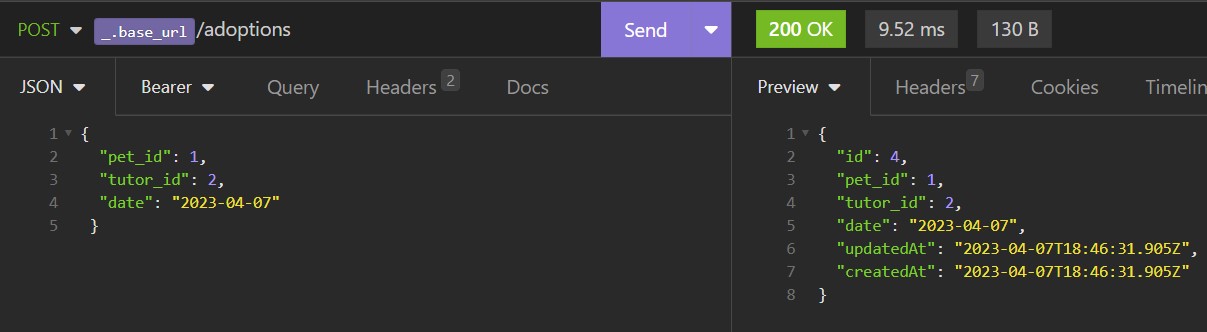 POST _.base_url /adoptions Send 200 OK 9.52 ms 130 B
JSON Bearer Query Headers 2 Docs Preview Headers 7 Cookies Timelin
1 {
2 "pet_id": 1,
3 "tutor_id": 2,
4 "date": "2023-04-07"
5 }
1 {
2 "id": 4,
3 "pet_id": 1,
4 "tutor_id": 2,
5 "date": "2023-04-07",
6 "updatedAt": "2023-04-07T18:46:31.905Z",
7 "createdAt": "2023-04-07T18:46:31.905Z"
8 }